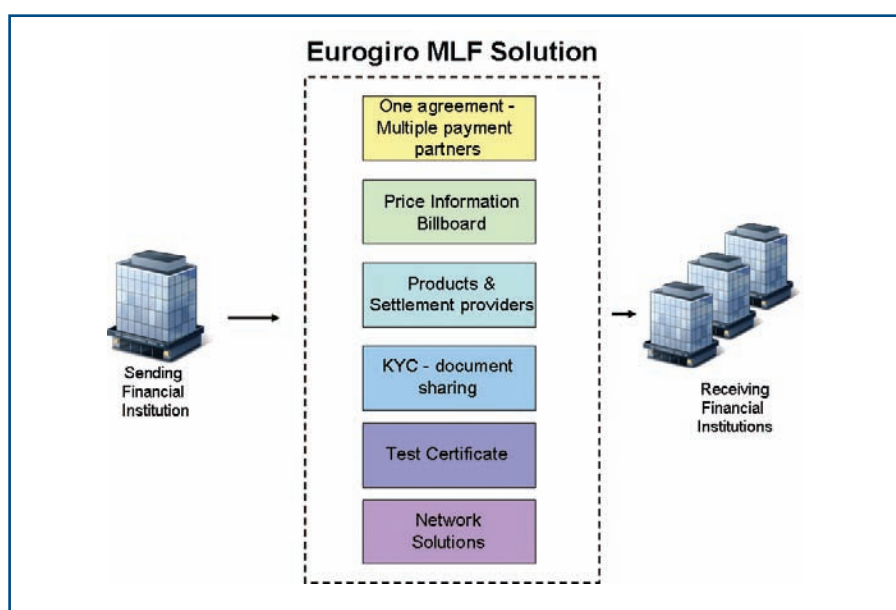 Eurogiro MLF Solution
One agreement -
Multiple payment
partners
Price Information
Billboard
Products &
Settlement providers
KYC - document
sharing
Test Certificate
Network
Solutions
Sending
Financial
Institution
Receiving
Financial
Institutions